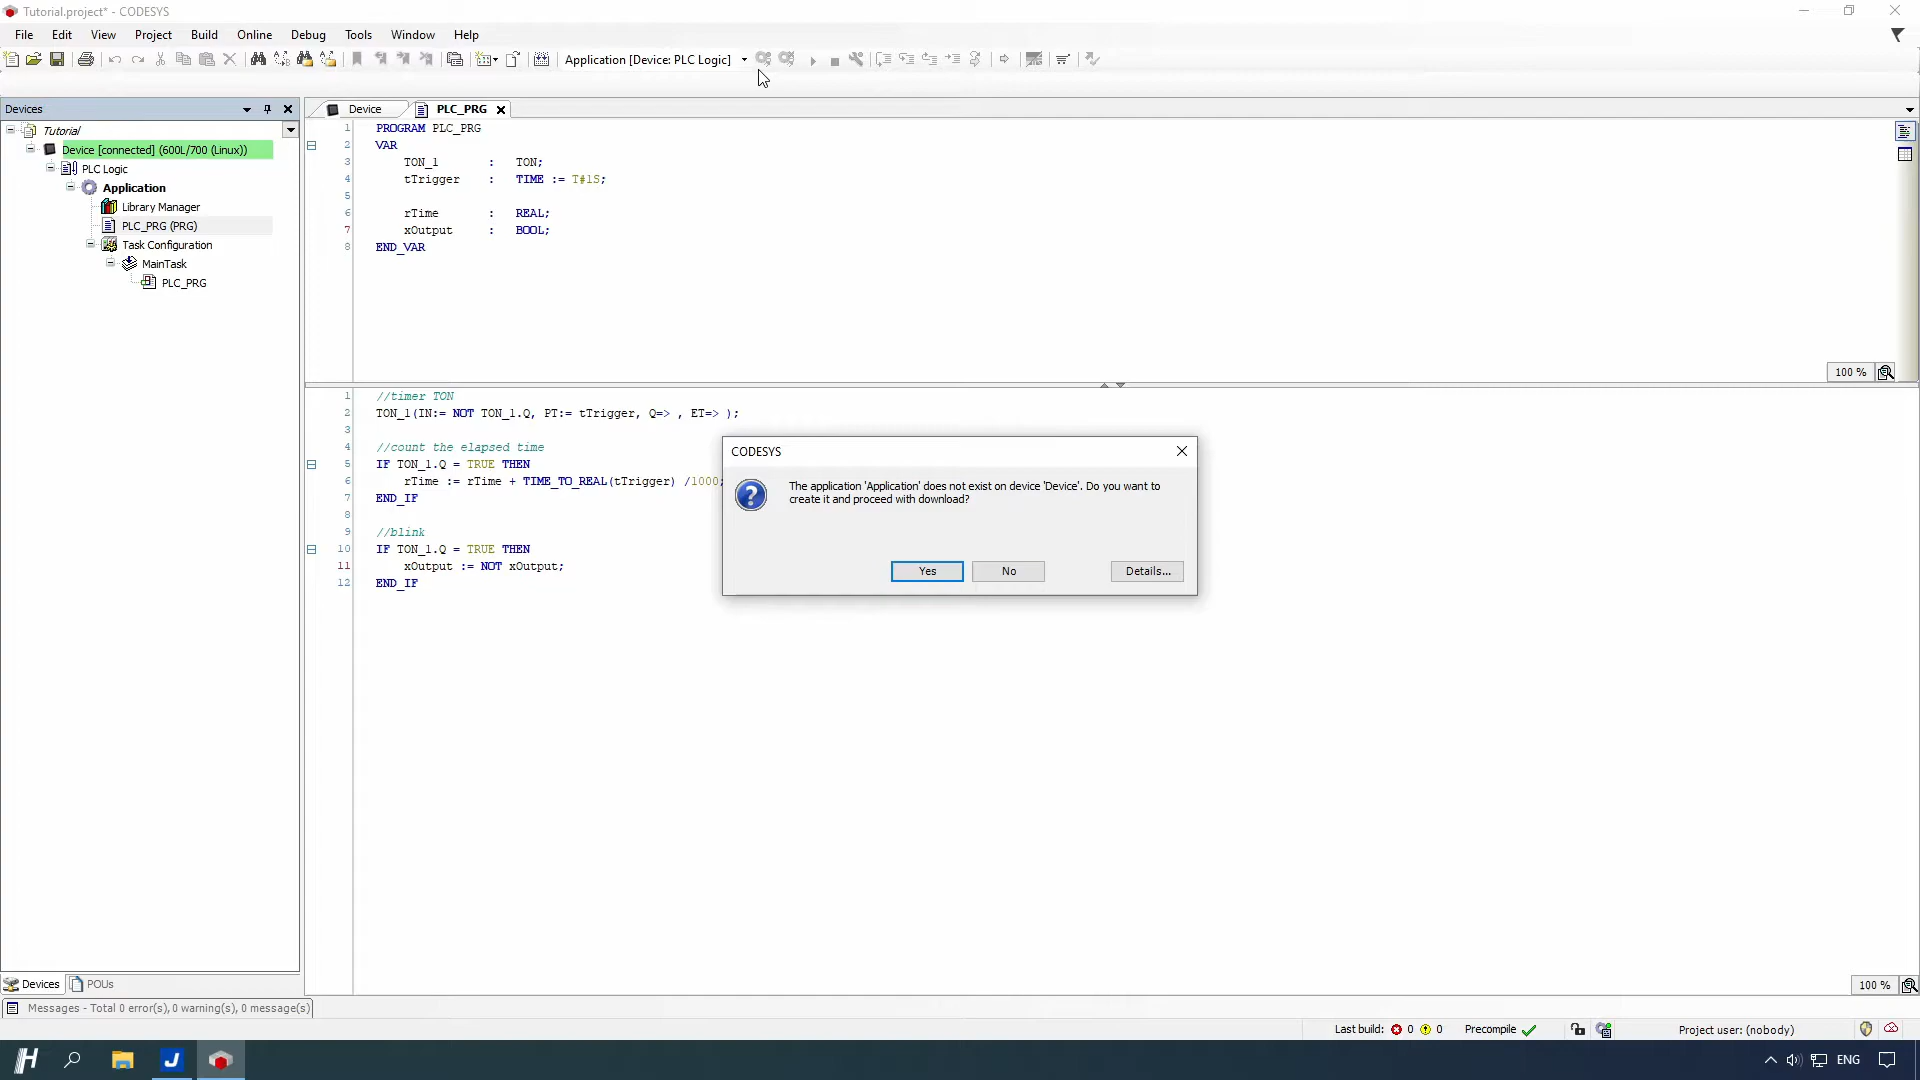 Tutorial.project* - CODESYS
File Edit View Project Build Online Debug Tools Window Help
Application [Device: PLC Logic]
Devices
Tutorial
Device [connected] (600L/700 (Linux))
PLC Logic
Application
Library Manager
PLC_PRG (PRG)
Task Configuration
MainTask
PLC_PRG
Device
PLC_PRG
1 PROGRAM PLC_PRG
2 VAR
3 TON_1 : TON;
4 tTrigger : TIME := T#1S;
5
6 rTime : REAL;
7 xOutput : BOOL;
8 END_VAR
100 %
1 //timer TON
2 TON_1(IN:= NOT TON_1.Q, PT:= tTrigger, Q=> , ET=> );
3
4 //count the elapsed time
5 IF TON_1.Q = TRUE THEN
6 rTime := rTime + TIME_TO_REAL(tTrigger) /1000;
7 END_IF
8
9 //blink
10 IF TON_1.Q = TRUE THEN
11 xOutput := NOT xOutput;
12 END_IF
CODESYS
The application 'Application' does not exist on device 'Device'. Do you want to
create it and proceed with download?
Yes No Details...
100 %
Devices POUs
Messages - Total 0 error(s), 0 warning(s), 0 message(s)
Last build: 0 0 Precompile Project user: (nobody)
ENG